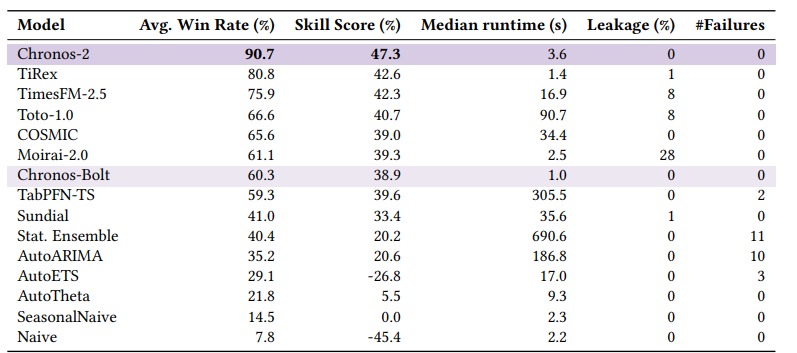 Model Avg. Win Rate (%) Skill Score (%) Median runtime (s) Leakage (%) #Failures
Chronos-2 90.7 47.3 3.6 0 0
TiRex 80.8 42.6 1.4 1 0
TimesFM-2.5 75.9 42.3 16.9 8 0
Toto-1.0 66.6 40.7 90.7 8 0
COSMIC 65.6 39.0 34.4 0 0
Moirai-2.0 61.1 39.3 2.5 28 0
Chronos-Bolt 60.3 38.9 1.0 0 0
TabPFN-TS 59.3 39.6 305.5 0 2
Sundial 41.0 33.4 35.6 1 0
Stat. Ensemble 40.4 20.2 690.6 0 11
AutoARIMA 35.2 20.6 186.8 0 10
AutoETS 29.1 -26.8 17.0 0 3
AutoTheta 21.8 5.5 9.3 0 0
SeasonalNaive 14.5 0.0 2.3 0 0
Naive 7.8 -45.4 2.2 0 0